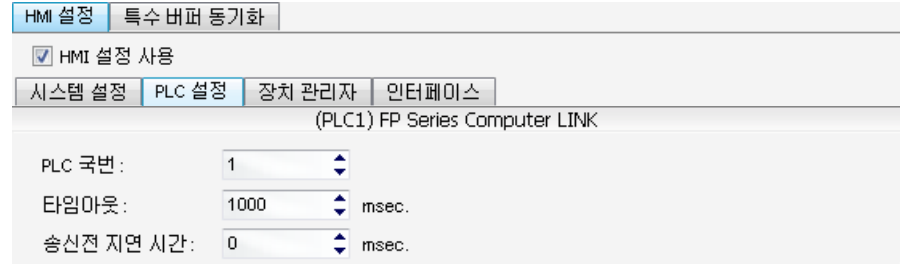 HMI 설정 특수 버퍼 동기화
HMI 설정 사용
시스템 설정 PLC 설정 장치 관리자 인터페이스
(PLC1) FP Series Computer LINK
PLC 국번 : 1
타임아웃 : 1000 msec.
송신전 지연 시간 : 0 msec.